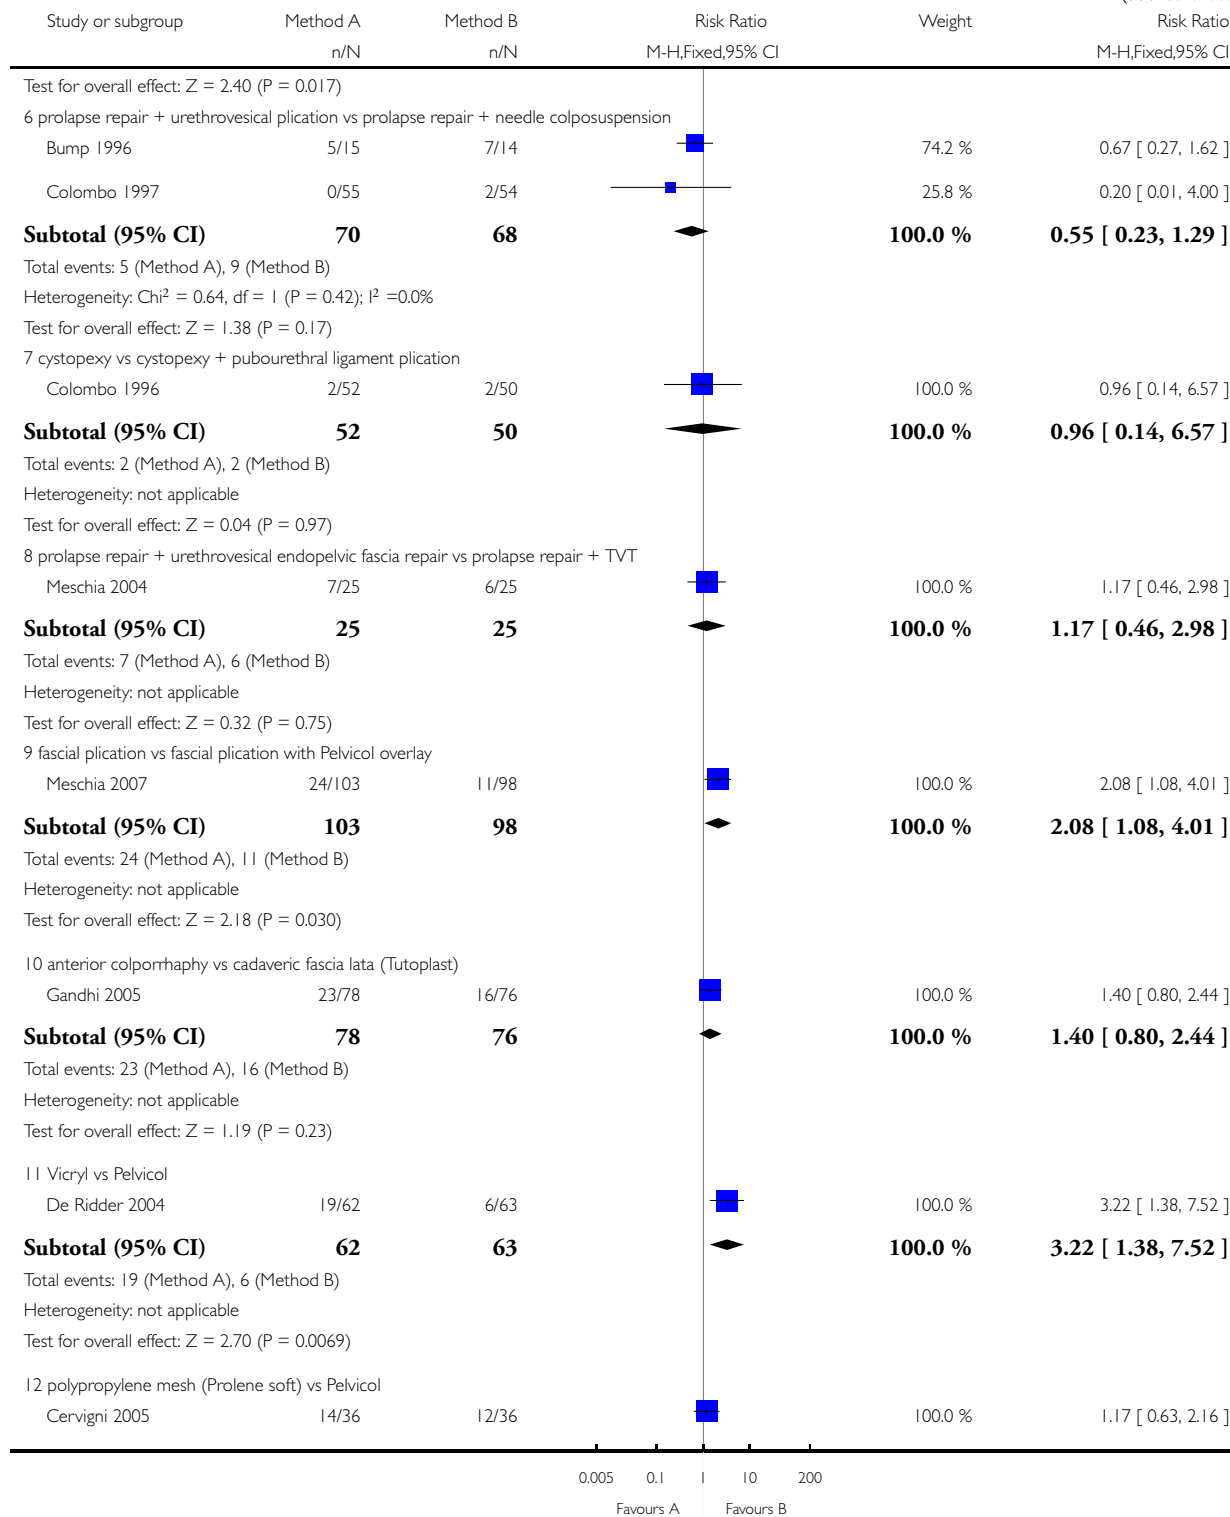 Study or subgroup Method A Method B Risk Ratio Weight Risk Ratio
n/N n/N M-H,Fixed,95% CI M-H,Fixed,95% CI
Test for overall effect: Z = 2.40 (P = 0.017)
6 prolapse repair + urethrovesical plication vs prolapse repair + needle colposuspension
Bump 1996 5/15 7/14 74.2 % 0.67 [ 0.27, 1.62 ]
Colombo 1997 0/55 2/54 25.8 % 0.20 [ 0.01, 4.00 ]
Subtotal (95% CI) 70 68 100.0 % 0.55 [ 0.23, 1.29 ]
Total events: 5 (Method A), 9 (Method B)
Heterogeneity: Chi² = 0.64, df = 1 (P = 0.42); I² =0.0%
Test for overall effect: Z = 1.38 (P = 0.17)
7 cystopexy vs cystopexy + pubourethral ligament plication
Colombo 1996 2/52 2/50 100.0 % 0.96 [ 0.14, 6.57 ]
Subtotal (95% CI) 52 50 100.0 % 0.96 [ 0.14, 6.57 ]
Total events: 2 (Method A), 2 (Method B)
Heterogeneity: not applicable
Test for overall effect: Z = 0.04 (P = 0.97)
8 prolapse repair + urethrovesical endopelvic fascia repair vs prolapse repair + TVT
Meschia 2004 7/25 6/25 100.0 % 1.17 [ 0.46, 2.98 ]
Subtotal (95% CI) 25 25 100.0 % 1.17 [ 0.46, 2.98 ]
Total events: 7 (Method A), 6 (Method B)
Heterogeneity: not applicable
Test for overall effect: Z = 0.32 (P = 0.75)
9 fascial plication vs fascial plication with Pelvicol overlay
Meschia 2007 24/103 11/98 100.0 % 2.08 [ 1.08, 4.01 ]
Subtotal (95% CI) 103 98 100.0 % 2.08 [ 1.08, 4.01 ]
Total events: 24 (Method A), 11 (Method B)
Heterogeneity: not applicable
Test for overall effect: Z = 2.18 (P = 0.030)
10 anterior colporrhaphy vs cadaveric fascia lata (Tutoplast)
Gandhi 2005 23/78 16/76 100.0 % 1.40 [ 0.80, 2.44 ]
Subtotal (95% CI) 78 76 100.0 % 1.40 [ 0.80, 2.44 ]
Total events: 23 (Method A), 16 (Method B)
Heterogeneity: not applicable
Test for overall effect: Z = 1.19 (P = 0.23)
11 Vicryl vs Pelvicol
De Ridder 2004 19/62 6/63 100.0 % 3.22 [ 1.38, 7.52 ]
Subtotal (95% CI) 62 63 100.0 % 3.22 [ 1.38, 7.52 ]
Total events: 19 (Method A), 6 (Method B)
Heterogeneity: not applicable
Test for overall effect: Z = 2.70 (P = 0.0069)
12 polypropylene mesh (Prolene soft) vs Pelvicol
Cervigni 2005 14/36 12/36 100.0 % 1.17 [ 0.63, 2.16 ]
0.005 0.1 1 10 200
Favours A Favours B